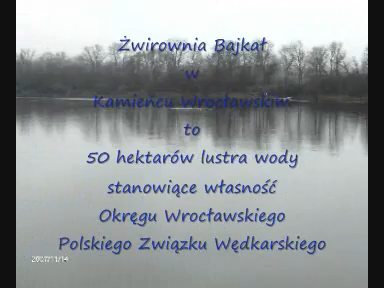 Żwirownia Bajkał
w
Kamieńcu Wrocławskim
to
50 hektarów lustra wody
stanowiące własność
Okręgu Wrocławskiego
Polskiego Związku Wędkarskiego
2007/11/14